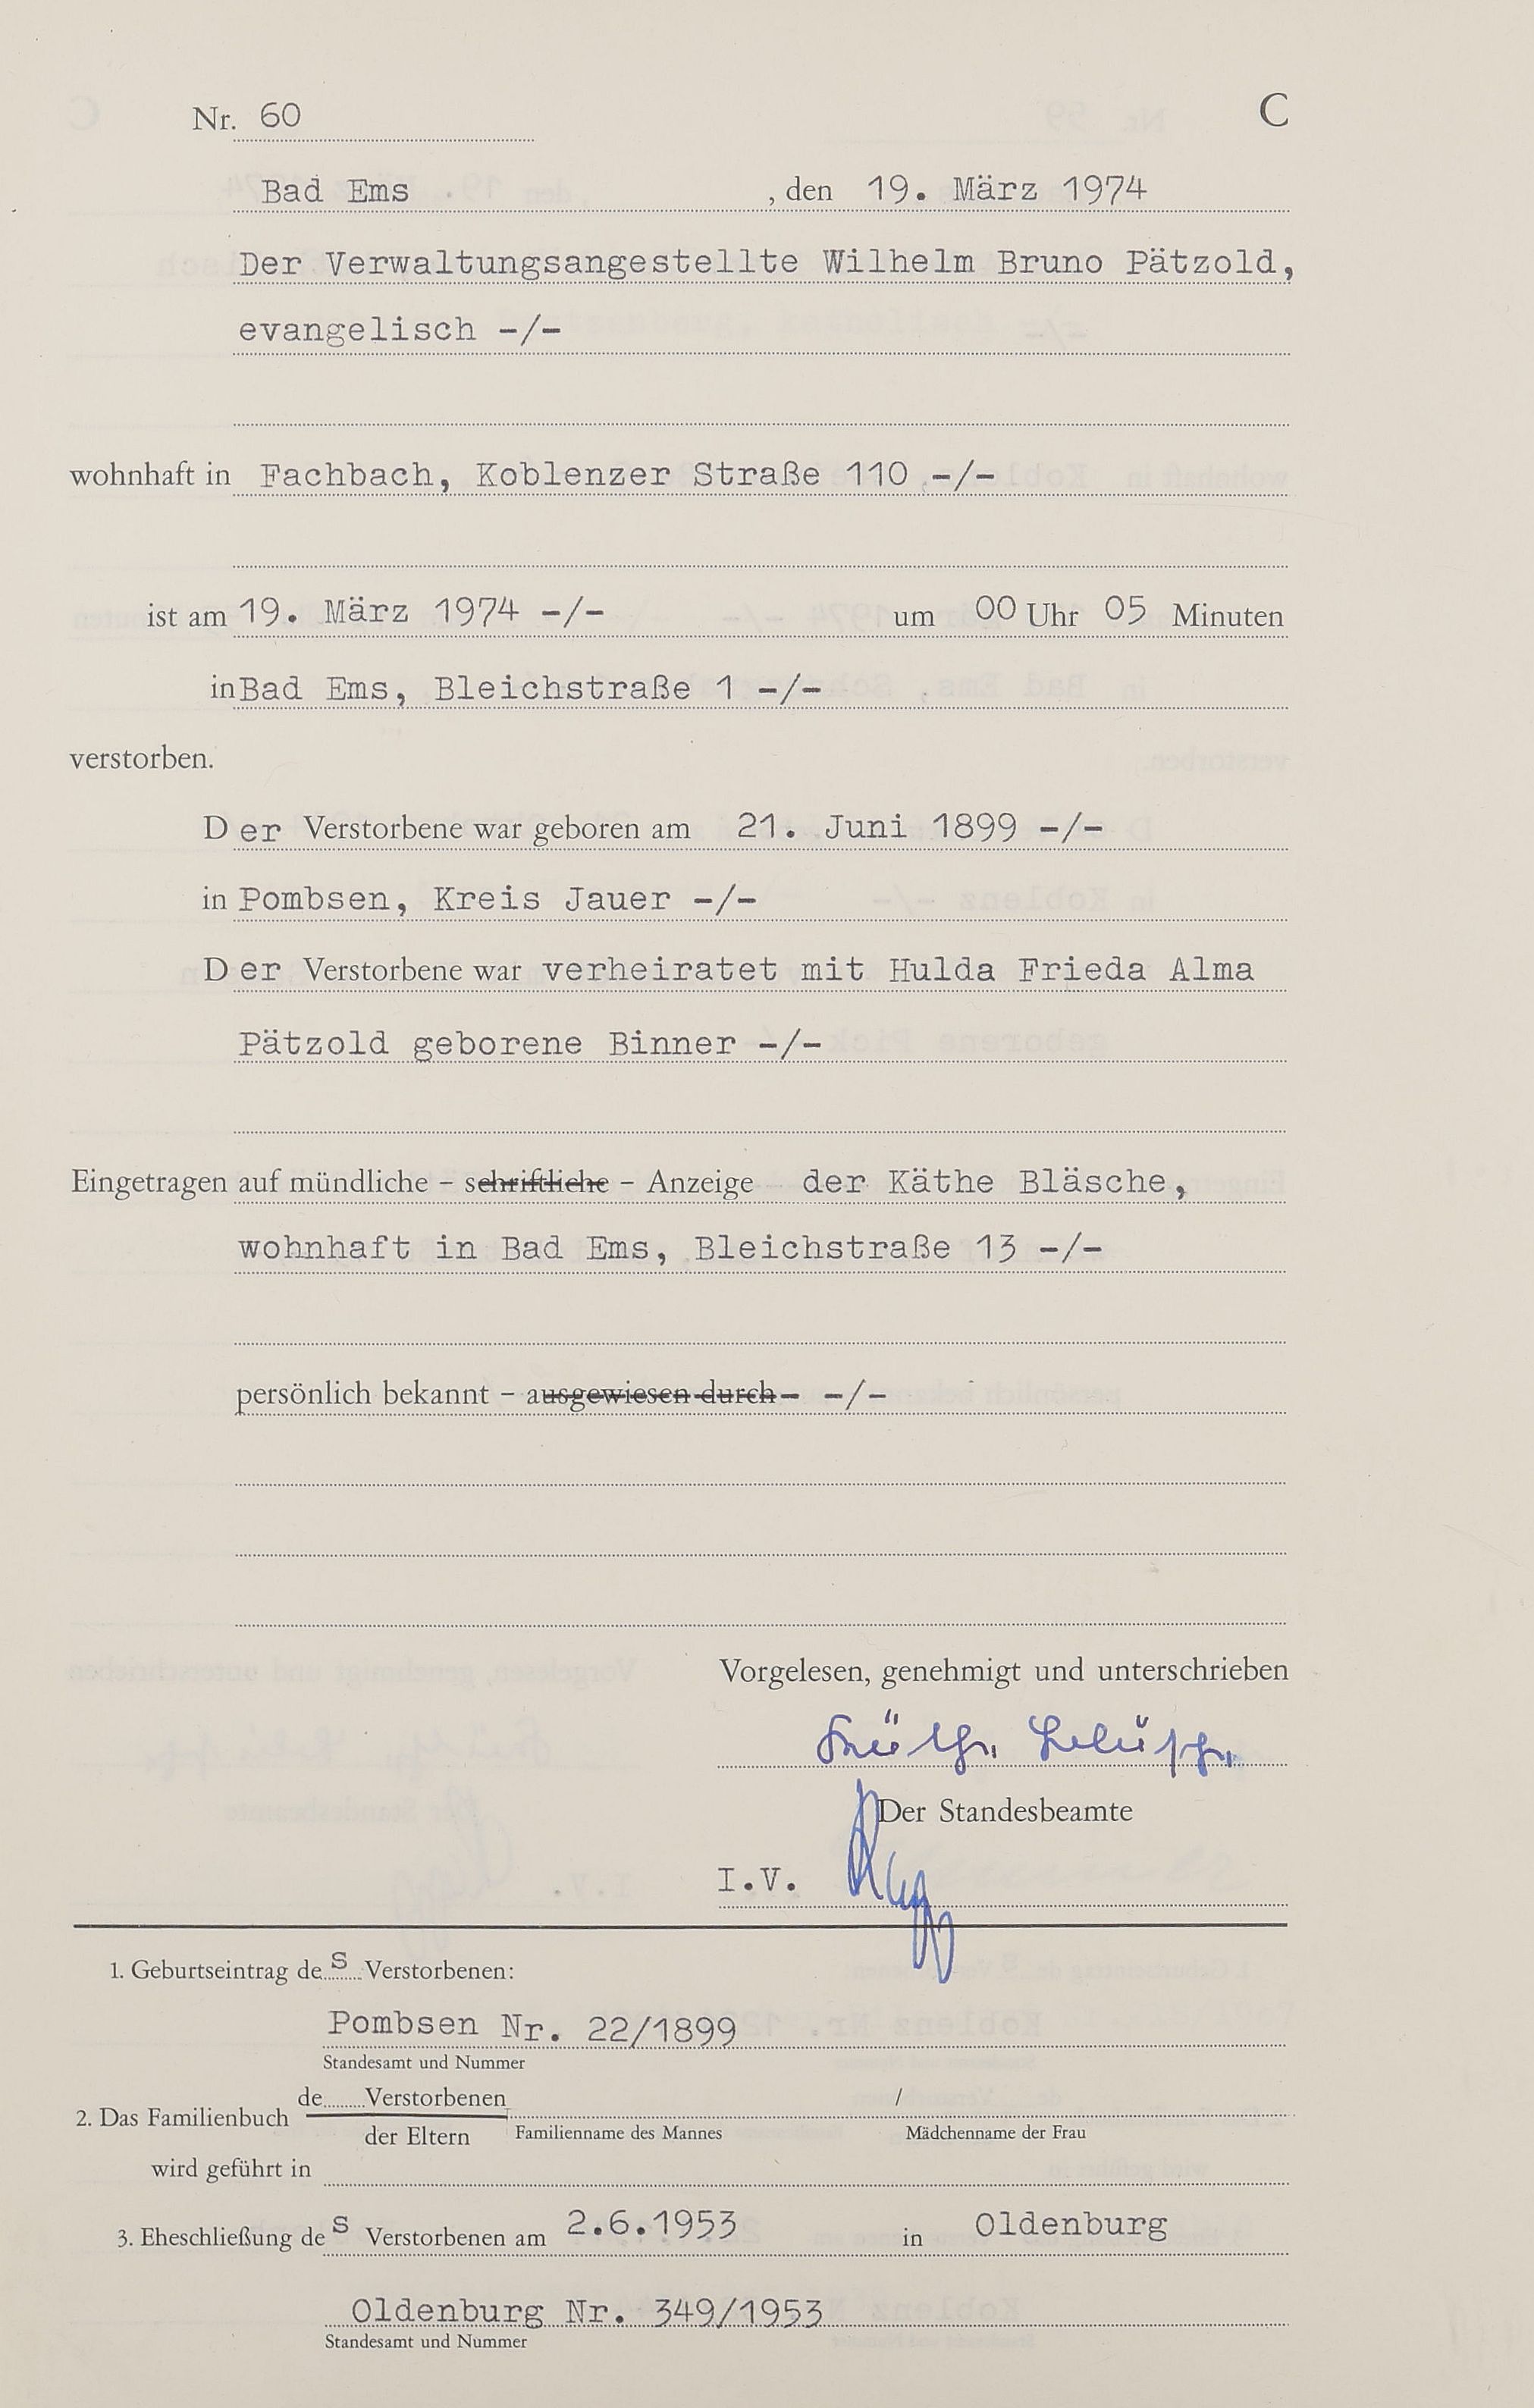 Nr. 60 C
Bad Ems , den 19. März 1974
Der Verwaltungsangestellte Wilhelm Bruno Pätzold,
evangelisch -/-
wohnhaft in Fachbach, Koblenzer Straße 110 -/-
ist am 19. März 1974 -/- um 00 Uhr 05 Minuten
in Bad Ems, Bleichstraße 1 -/-
verstorben.
Der Verstorbene war geboren am 21. Juni 1899 -/-
in Pombsen, Kreis Jauer -/-
Der Verstorbene war verheiratet mit Hulda Frieda Alma
Pätzold geborene Binner -/-
Eingetragen auf mündliche - schriftliche - Anzeige der Käthe Bläsche,
wohnhaft in Bad Ems, Bleichstraße 13 -/-
persönlich bekannt - ausgewiesen durch - -/-
Vorgelesen, genehmigt und unterschrieben
Käthe Bläsche
Der Standesbeamte
I.V.
1. Geburtseintrag des Verstorbenen:
Pombsen Nr. 22/1899
Standesamt und Nummer
de Verstorbenen /
2. Das Familienbuch
der Eltern Familienname des Mannes Mädchenname der Frau
wird geführt in
3. Eheschließung des Verstorbenen am 2.6.1953 in Oldenburg
Oldenburg Nr. 349/1953
Standesamt und Nummer